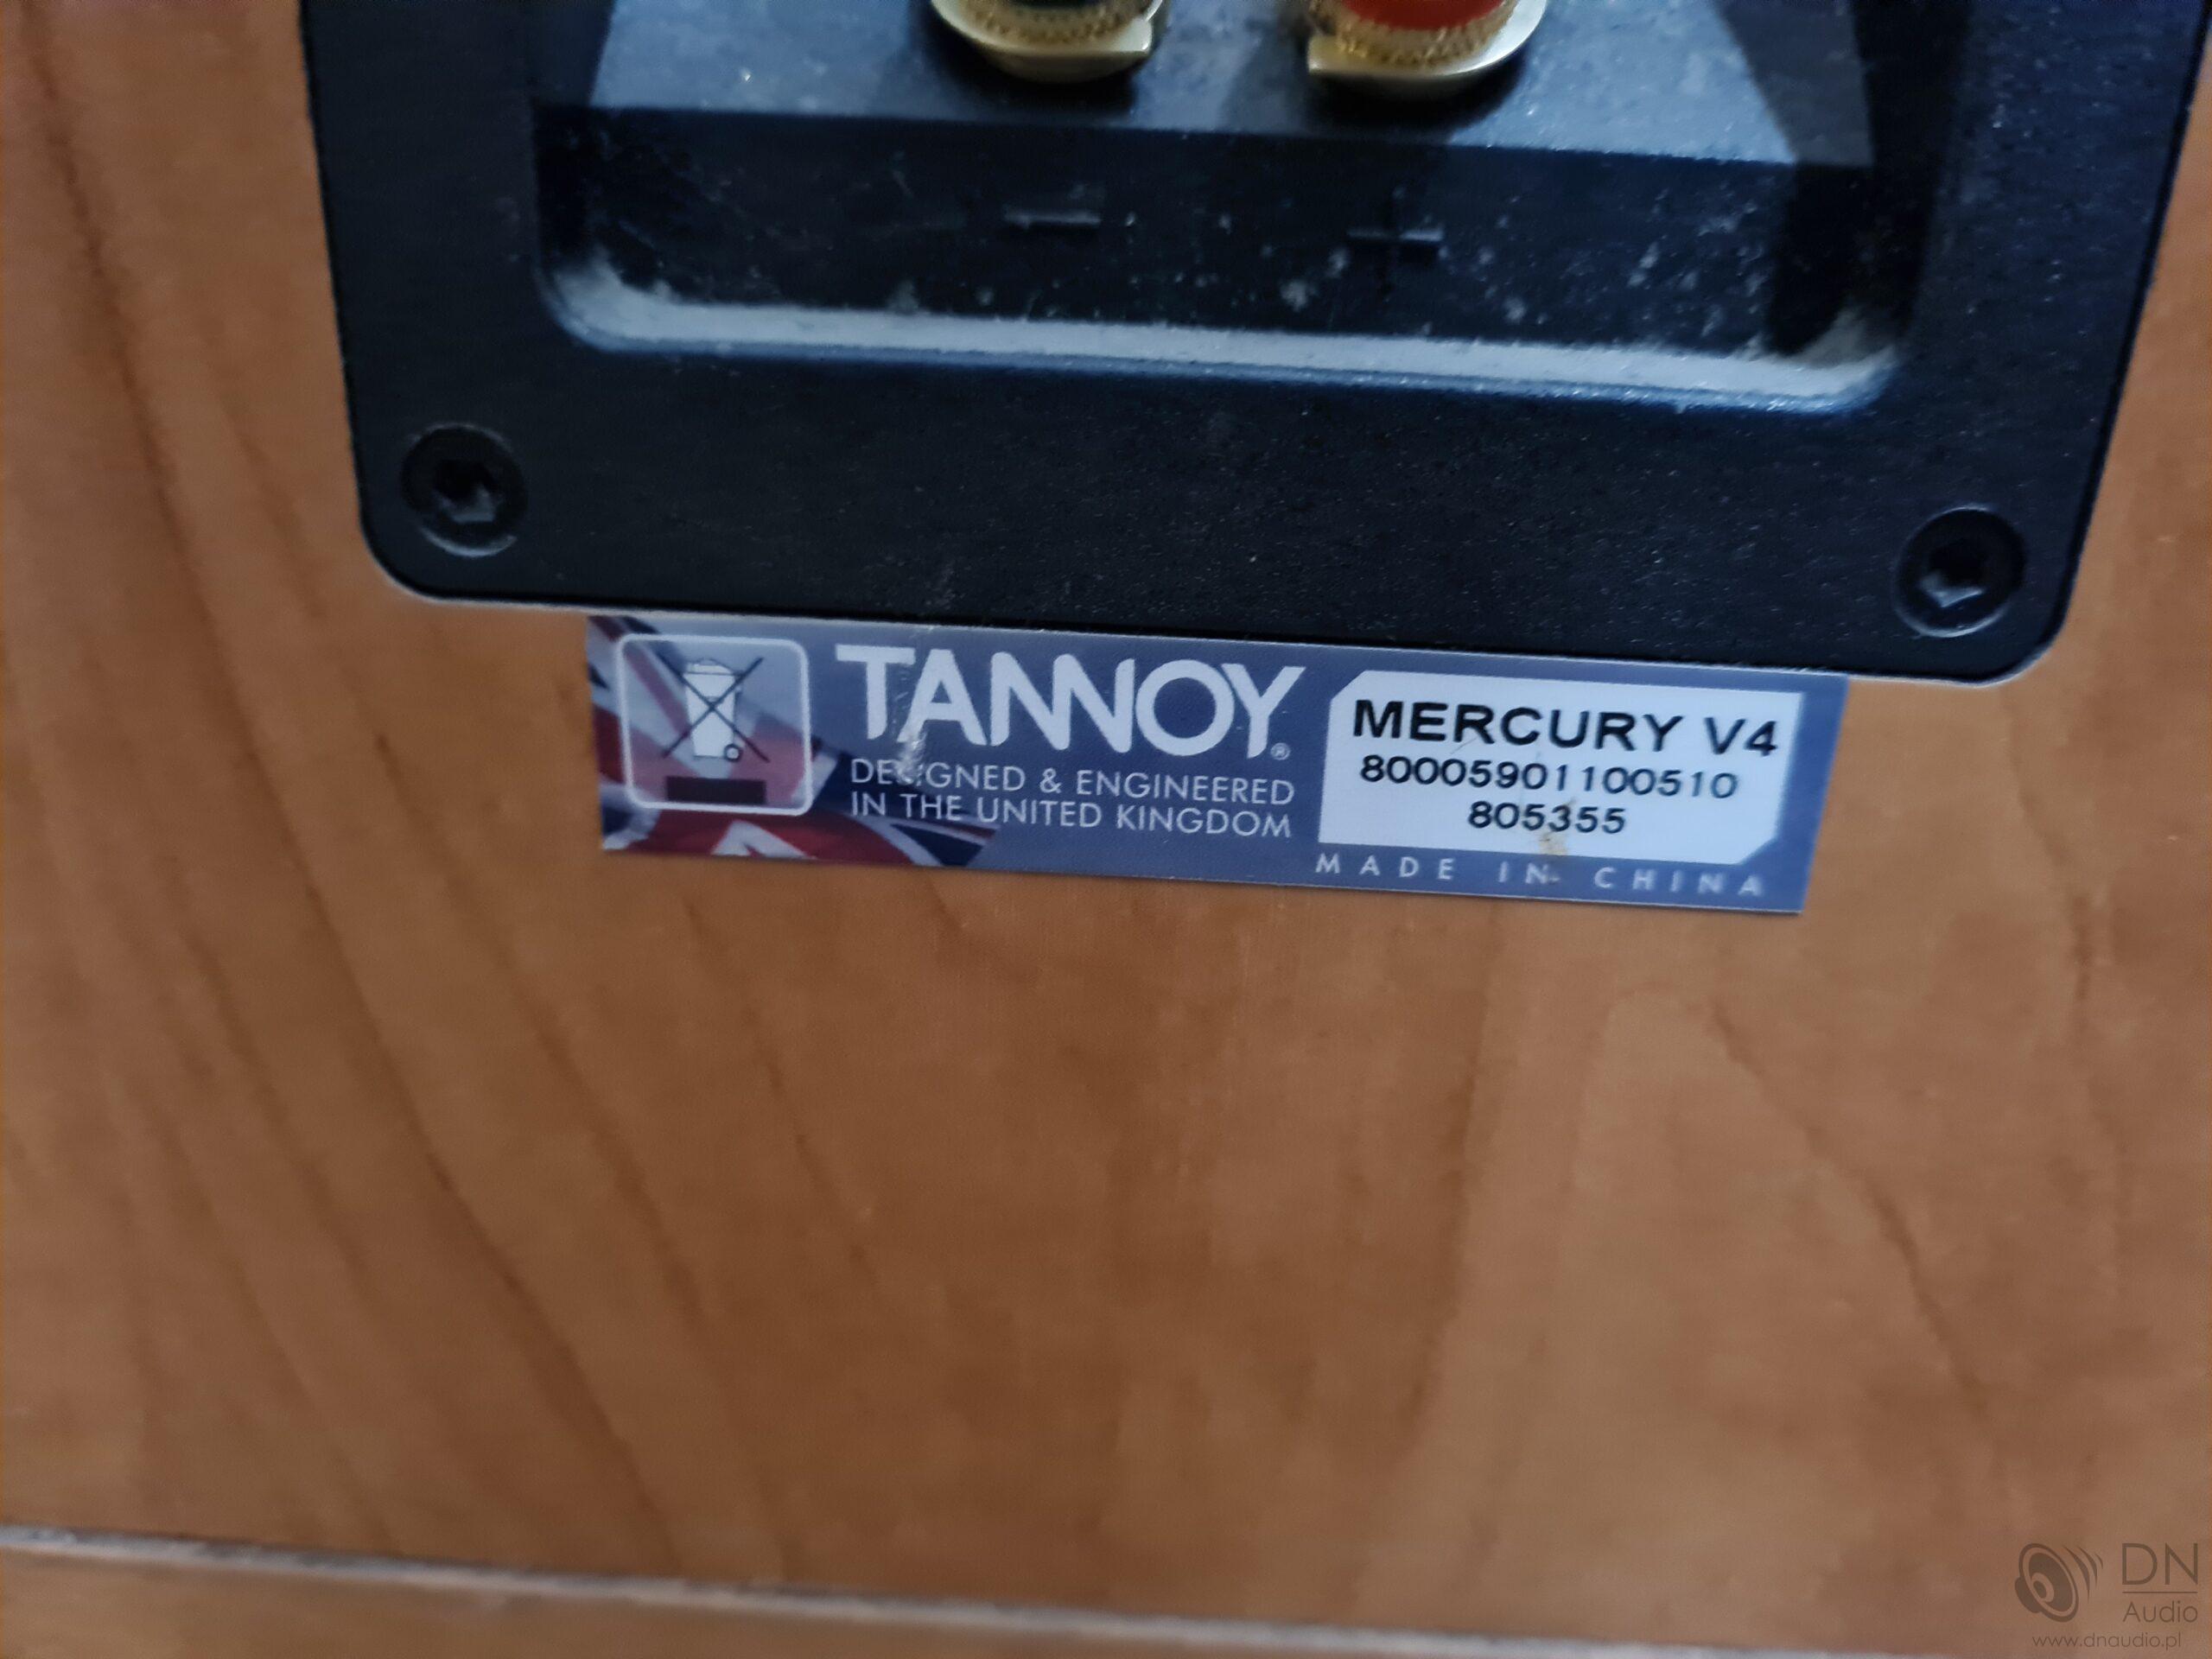 − +
TANNOY®
DESIGNED & ENGINEERED
IN THE UNITED KINGDOM
MERCURY V4
80005901100510
805355
MADE IN CHINA
DN
Audio
www.dnaudio.pl